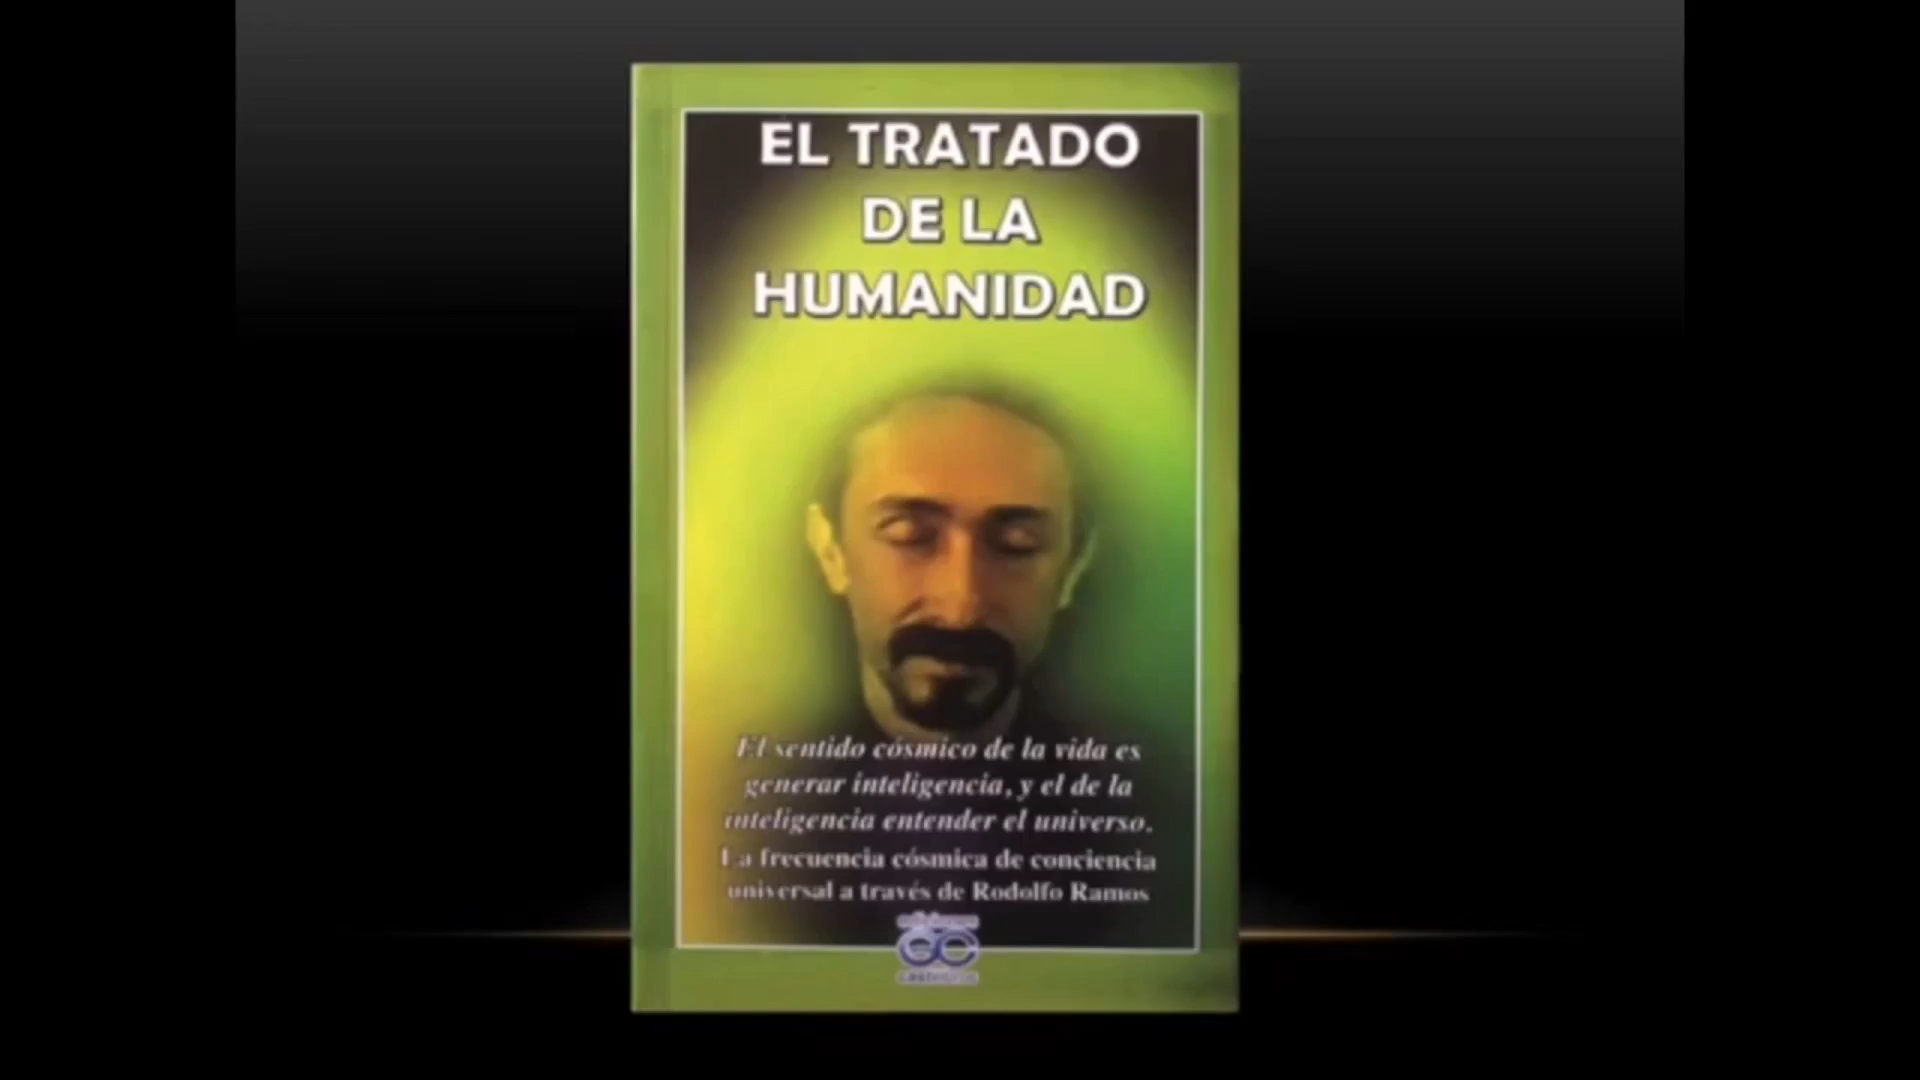 EL TRATADO
DE LA
HUMANIDAD
El sentido cósmico de la vida es
generar inteligencia, y el de la
inteligencia entender el universo.
La frecuencia cósmica de conciencia
universal a través de Rodolfo Ramos